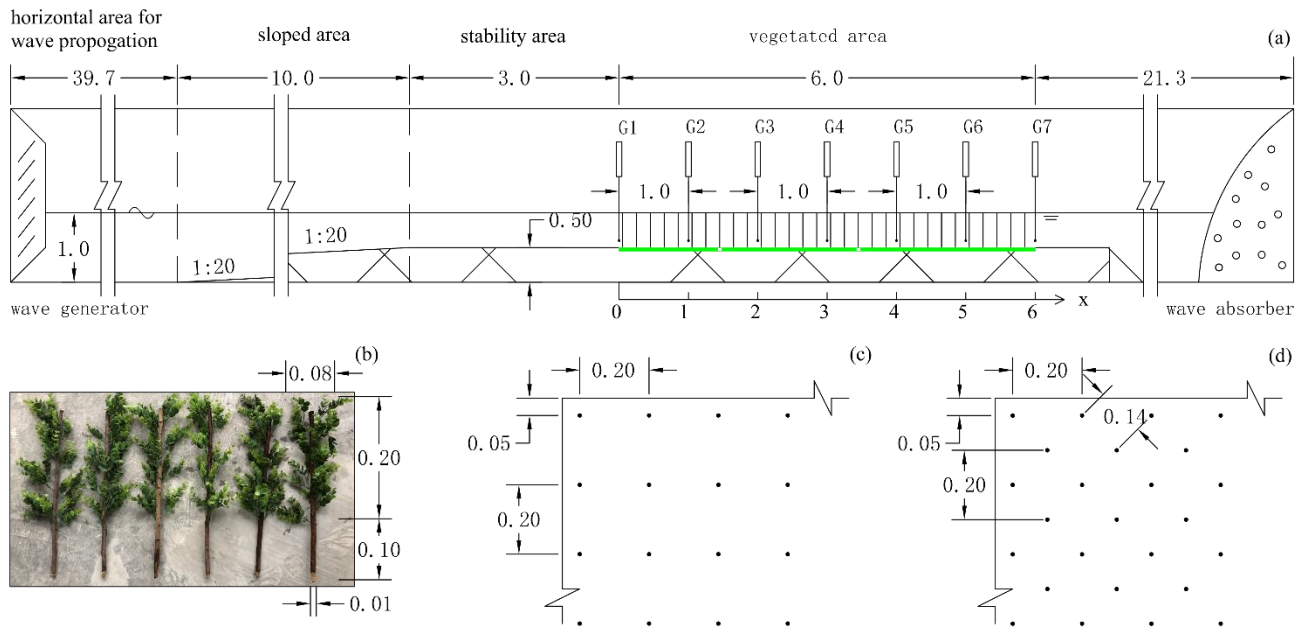 horizontal area for
wave propogation
sloped area
stability area
vegetated area
(a)
39.7
10.0
3.0
6.0
21.3
G1
G2
G3
G4
G5
G6
G7
1.0
1.0
1.0
0.50
1.0
1:20
1:20
wave generator
0
1
2
3
4
5
6
x
wave absorber
(b)
0.08
0.20
0.10
0.01
(c)
0.20
0.05
0.20
(d)
0.20
0.14
0.05
0.20